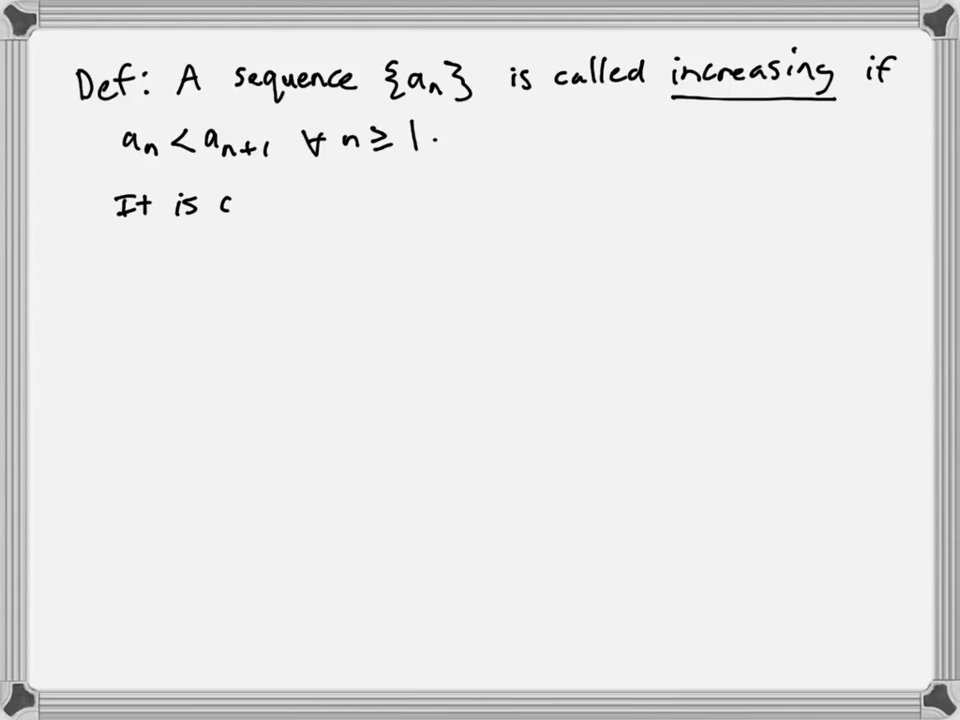 Def: A sequence {aₙ} is called increasing if
aₙ < aₙ₊₁ ∀ n ≥ 1.
It is c